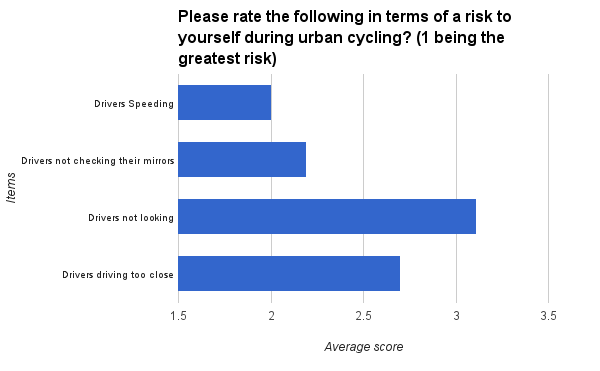 Please rate the following in terms of a risk to
yourself during urban cycling? (1 being the
greatest risk)
Drivers Speeding
Drivers not checking their mirrors
Drivers not looking
Drivers driving too close
Items
1.5 2 2.5 3 3.5
Average score